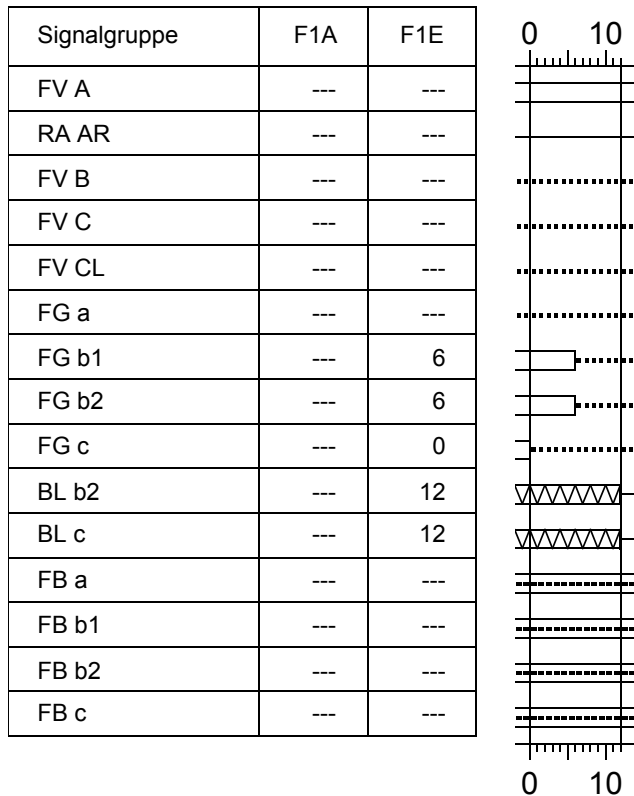 Signalgruppe F1A F1E 0 10
FV A --- ---
RA AR --- ---
FV B --- ---
FV C --- ---
FV CL --- ---
FG a --- ---
FG b1 --- 6
FG b2 --- 6
FG c --- 0
BL b2 --- 12
BL c --- 12
FB a --- ---
FB b1 --- ---
FB b2 --- ---
FB c --- ---
0 10